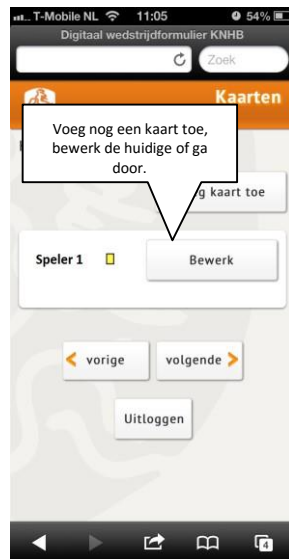 T-Mobile NL 11:05 54%
Digitaal wedstrijdformulier KNHB
Zoek
Kaarten
Voeg nog een kaart toe,
bewerk de huidige of ga
door.
kaart toe
Speler 1 Bewerk
vorige volgende
Uitloggen
4